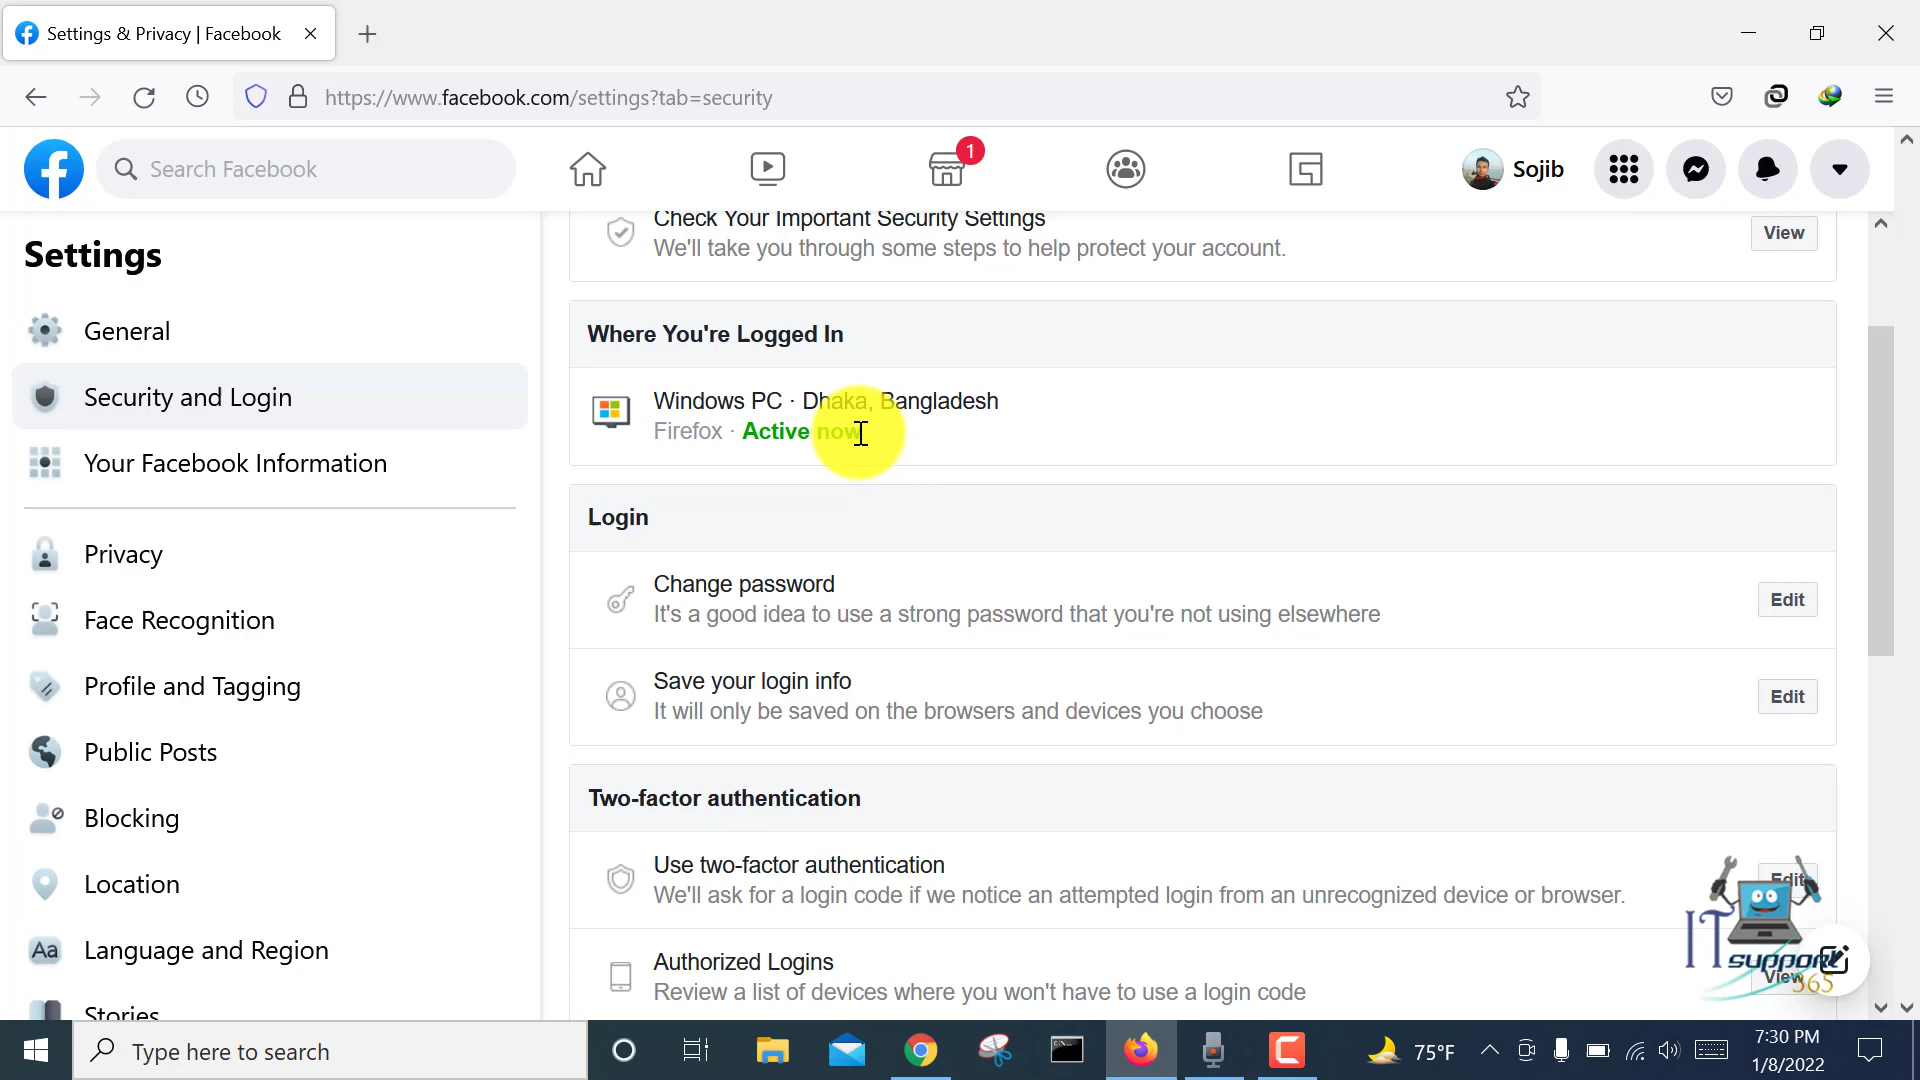 Settings & Privacy | Facebook
https://www.facebook.com/settings?tab=security
Search Facebook
1
Sojib
Settings
General
Security and Login
Your Facebook Information
Privacy
Face Recognition
Profile and Tagging
Public Posts
Blocking
Location
Aa
Language and Region
Stories
Check Your Important Security Settings
We'll take you through some steps to help protect your account.
View
Where You're Logged In
Windows PC · Dhaka, Bangladesh
Firefox · Active now
Login
Change password
It's a good idea to use a strong password that you're not using elsewhere
Edit
Save your login info
It will only be saved on the browsers and devices you choose
Edit
Two-factor authentication
Use two-factor authentication
We'll ask for a login code if we notice an attempted login from an unrecognized device or browser.
Edit
Authorized Logins
Review a list of devices where you won't have to use a login code
View
IT support 365
Type here to search
75°F
7:30 PM
1/8/2022